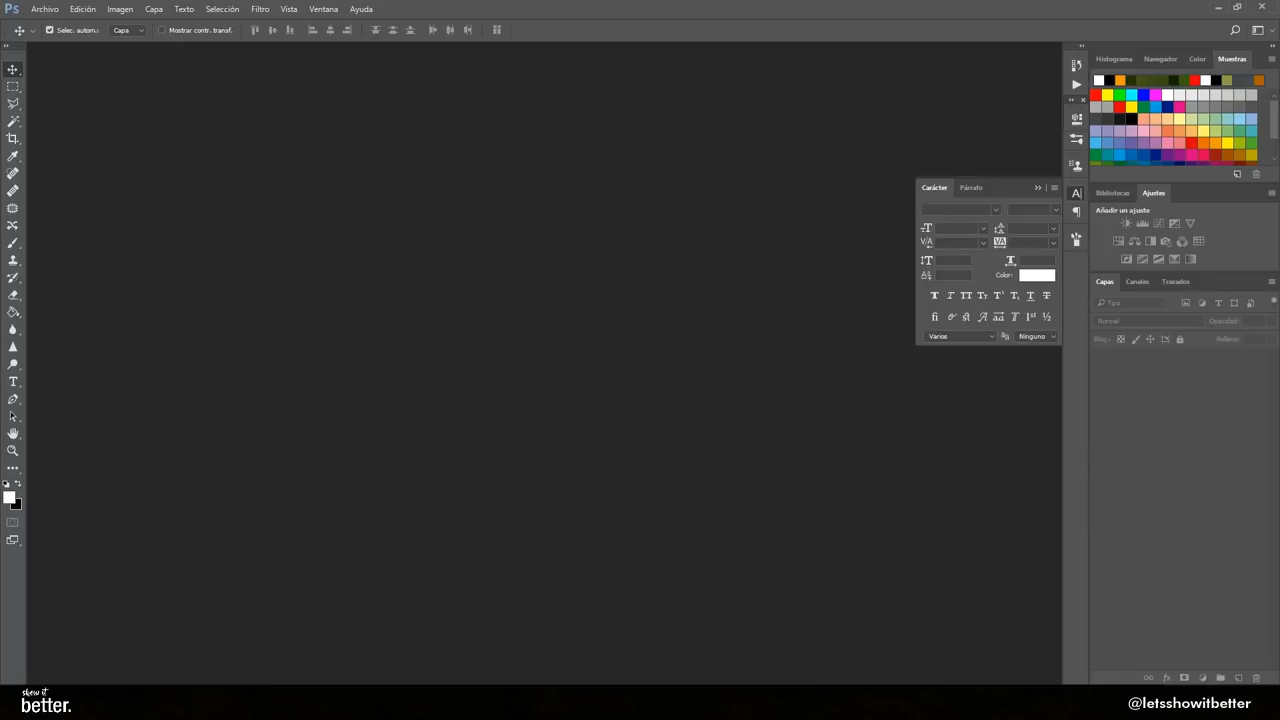 Ps Archivo Edición Imagen Capa Texto Selección Filtro Vista Ventana Ayuda
Selec. autom.: Capa Mostrar contr. transf.
Histograma Navegador Color Muestras
Carácter Párrafo
Bibliotecas Ajustes
Añadir un ajuste
Color:
Capas Canales Trazados
Tipo
Normal Opacidad:
Bloq.: Relleno:
Varios aa Ninguno
show it
better.
@letsshowitbetter